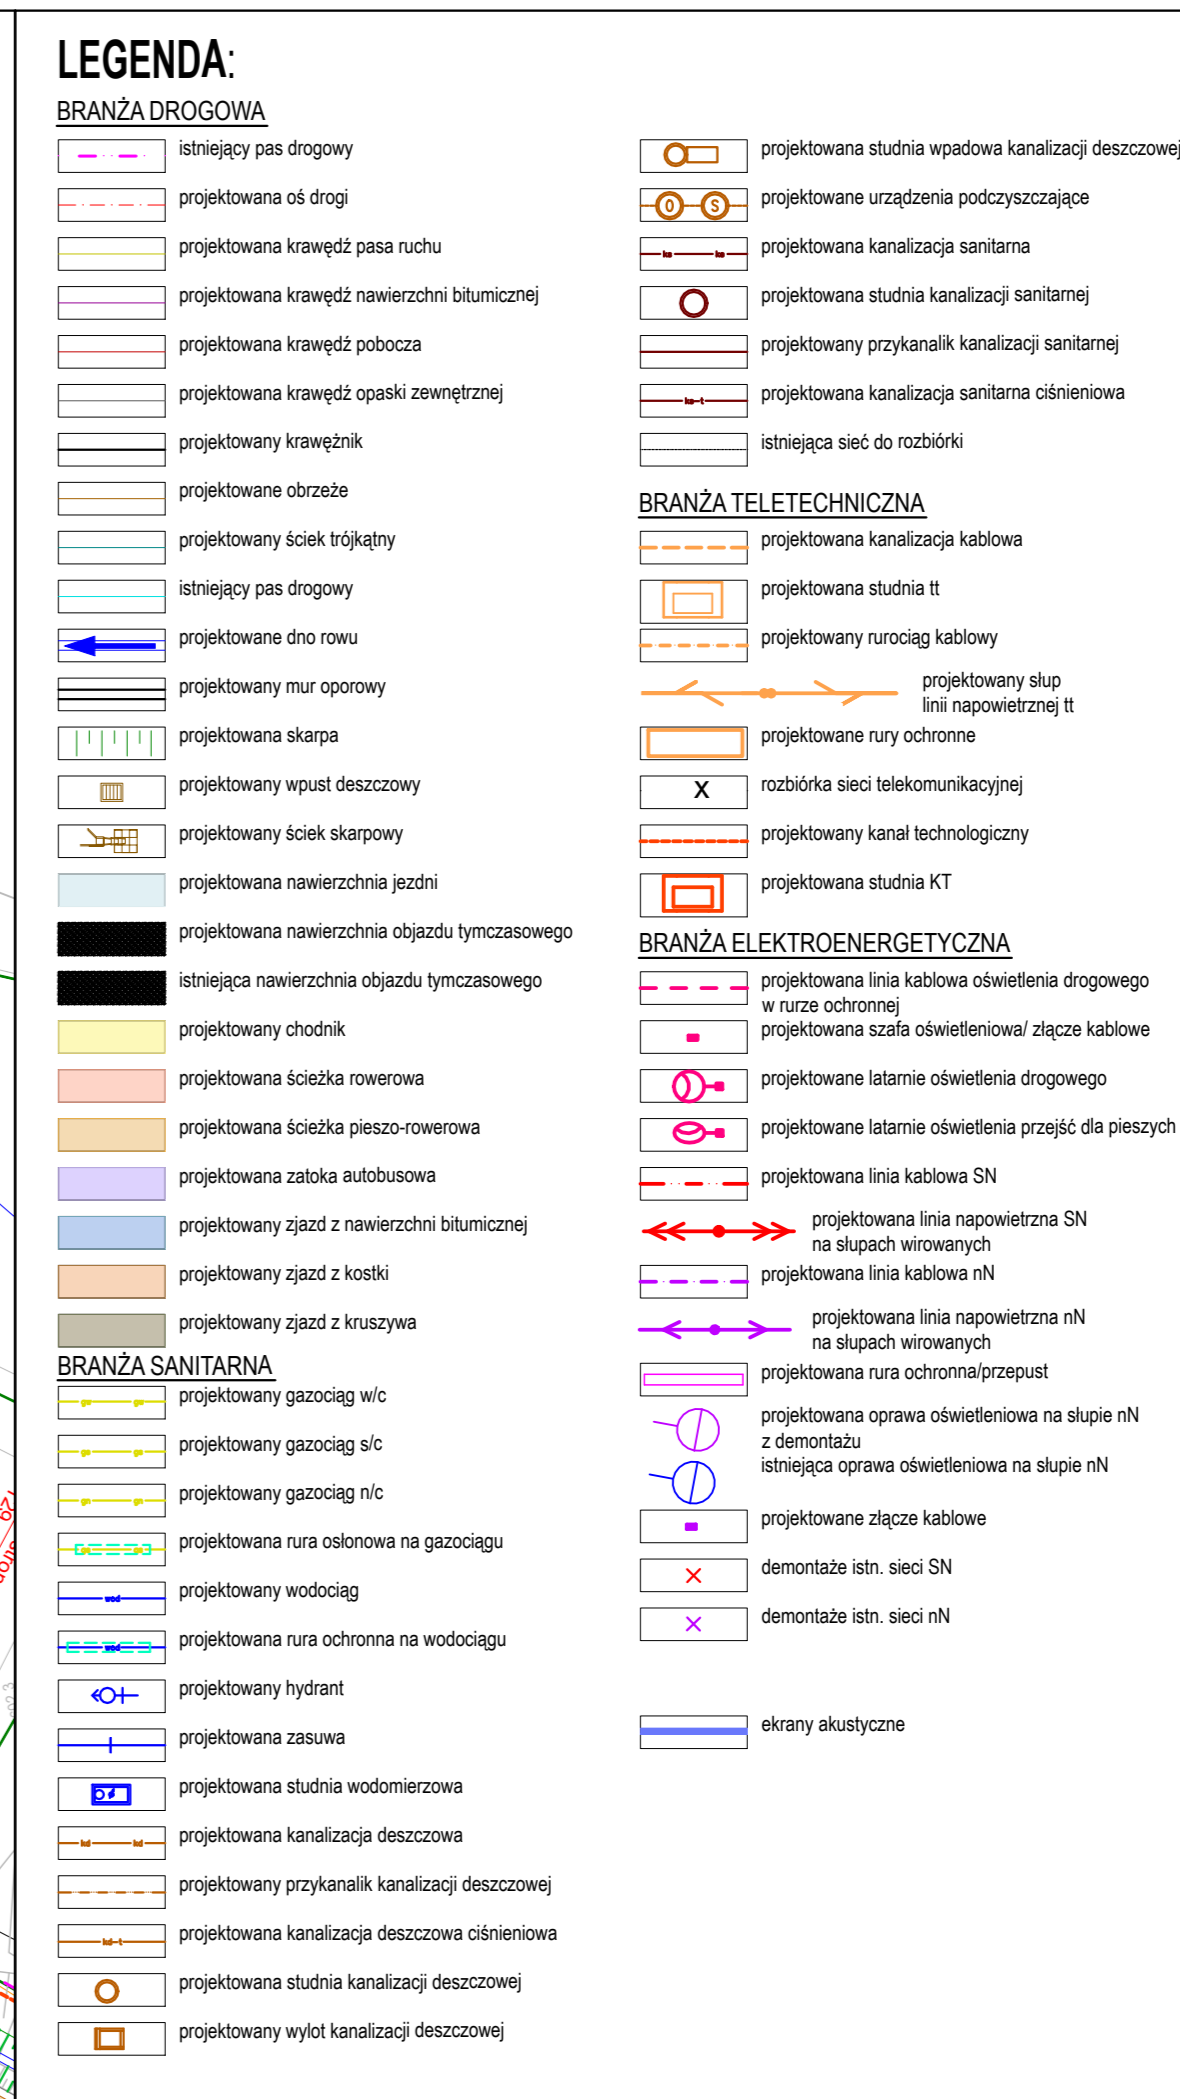 LEGENDA:
BRANŻA DROGOWA
istniejący pas drogowy
projektowana oś drogi
projektowana krawędź pasa ruchu
projektowana krawędź nawierzchni bitumicznej
projektowana krawędź pobocza
projektowana krawędź opaski zewnętrznej
projektowany krawężnik
projektowane obrzeże
projektowany ściek trójkątny
istniejący pas drogowy
projektowane dno rowu
projektowany mur oporowy
projektowana skarpa
projektowany wpust deszczowy
projektowany ściek skarpowy
projektowana nawierzchnia jezdni
projektowana nawierzchnia objazdu tymczasowego
istniejąca nawierzchnia objazdu tymczasowego
projektowany chodnik
projektowana ścieżka rowerowa
projektowana ścieżka pieszo-rowerowa
projektowana zatoka autobusowa
projektowany zjazd z nawierzchni bitumicznej
projektowany zjazd z kostki
projektowany zjazd z kruszywa
BRANŻA SANITARNA
projektowany gazociąg w/c
projektowany gazociąg s/c
projektowany gazociąg n/c
projektowana rura osłonowa na gazociągu
wod projektowany wodociąg
wod projektowana rura ochronna na wodociągu
projektowany hydrant
projektowana zasuwa
projektowana studnia wodomierzowa
kd kd projektowana kanalizacja deszczowa
projektowany przykanalik kanalizacji deszczowej
kd-t projektowana kanalizacja deszczowa ciśnieniowa
projektowana studnia kanalizacji deszczowej
projektowany wylot kanalizacji deszczowej
projektowana studnia wpadowa kanalizacji deszczowej
O S projektowane urządzenia podczyszczające
ks ks projektowana kanalizacja sanitarna
projektowana studnia kanalizacji sanitarnej
projektowany przykanalik kanalizacji sanitarnej
ks-t projektowana kanalizacja sanitarna ciśnieniowa
istniejąca sieć do rozbiórki
BRANŻA TELETECHNICZNA
projektowana kanalizacja kablowa
projektowana studnia tt
projektowany rurociąg kablowy
projektowany słup
linii napowietrznej tt
projektowane rury ochronne
X rozbiórka sieci telekomunikacyjnej
projektowany kanał technologiczny
projektowana studnia KT
BRANŻA ELEKTROENERGETYCZNA
projektowana linia kablowa oświetlenia drogowego
w rurze ochronnej
projektowana szafa oświetleniowa/ złącze kablowe
projektowane latarnie oświetlenia drogowego
projektowane latarnie oświetlenia przejść dla pieszych
projektowana linia kablowa SN
projektowana linia napowietrzna SN
na słupach wirowanych
projektowana linia kablowa nN
projektowana linia napowietrzna nN
na słupach wirowanych
projektowana rura ochronna/przepust
projektowana oprawa oświetleniowa na słupie nN
z demontażu
istniejąca oprawa oświetleniowa na słupie nN
projektowane złącze kablowe
demontaże istn. sieci SN
demontaże istn. sieci nN
ekrany akustyczne